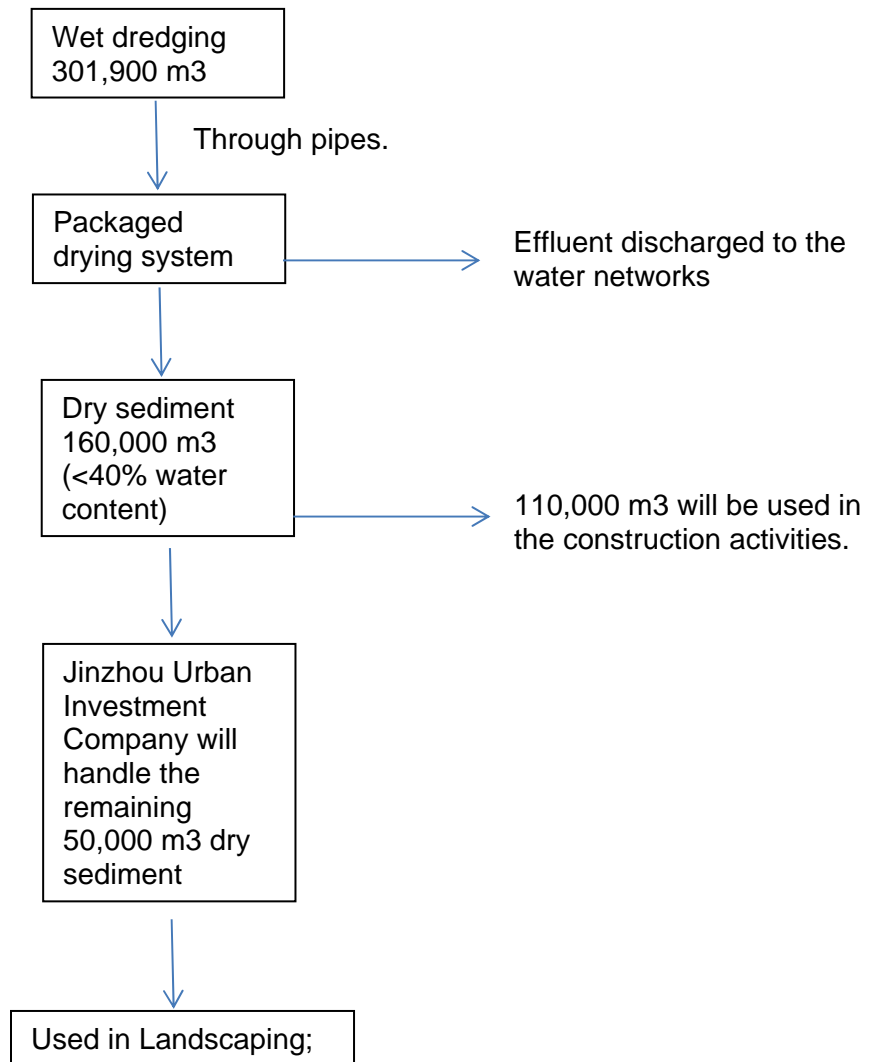 Wet dredging
301,900 m3
Through pipes.
Packaged
drying system
Effluent discharged to the
water networks
Dry sediment
160,000 m3
(<40% water
content)
110,000 m3 will be used in
the construction activities.
Jinzhou Urban
Investment
Company will
handle the
remaining
50,000 m3 dry
sediment
Used in Landscaping;